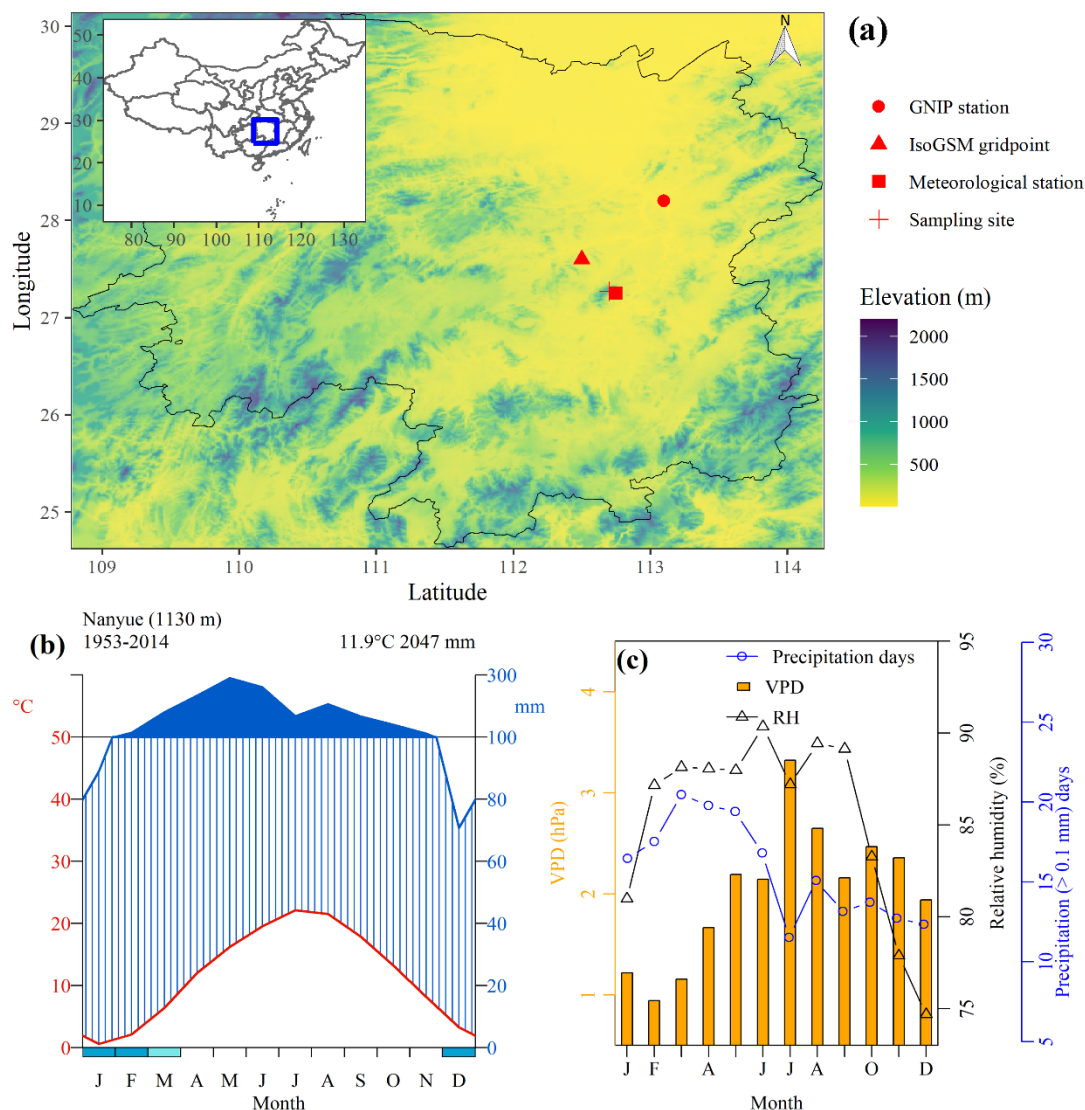 (a)
N
30
29
28
27
26
25
Longitude
50
40
30
20
10
80 90 100 110 120 130
109 110 111 112 113 114
Latitude
GNIP station
IsoGSM gridpoint
Meteorological station
Sampling site
Elevation (m)
2000
1500
1000
500
Nanyue (1130 m)
1953-2014
11.9°C 2047 mm
(b)
°C
mm
50
40
30
20
10
0
300
100
80
60
40
20
0
J F M A M J J A S O N D
Month
(c)
Precipitation days
VPD
RH
VPD (hPa)
4
3
2
1
95
90
85
80
75
Relative humidity (%)
30
25
20
15
10
5
Precipitation (> 0.1 mm) days
J F A J J A O D
Month